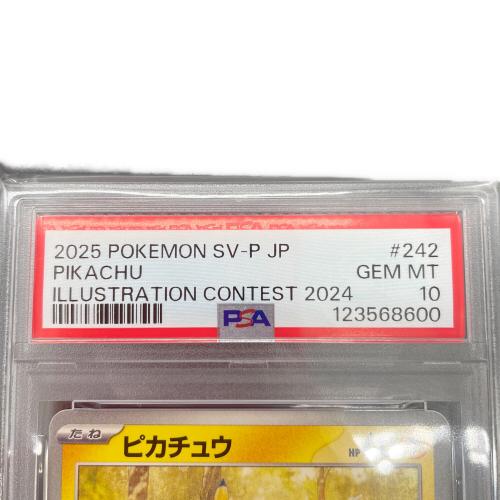 2025 POKEMON SV-P JP #242
PIKACHU GEM MT
ILLUSTRATION CONTEST 2024 10
123568600
PSA
たね ピカチュウ HP